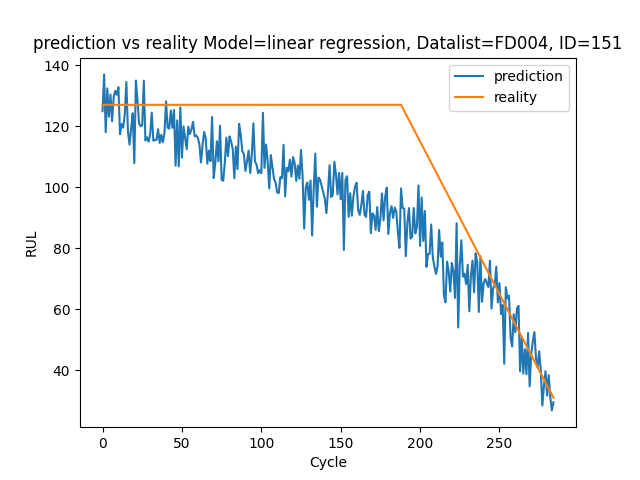 prediction vs reality Model=linear regression, Datalist=FD004, ID=151
prediction
reality
RUL
140
120
100
80
60
40
0 50 100 150 200 250
Cycle